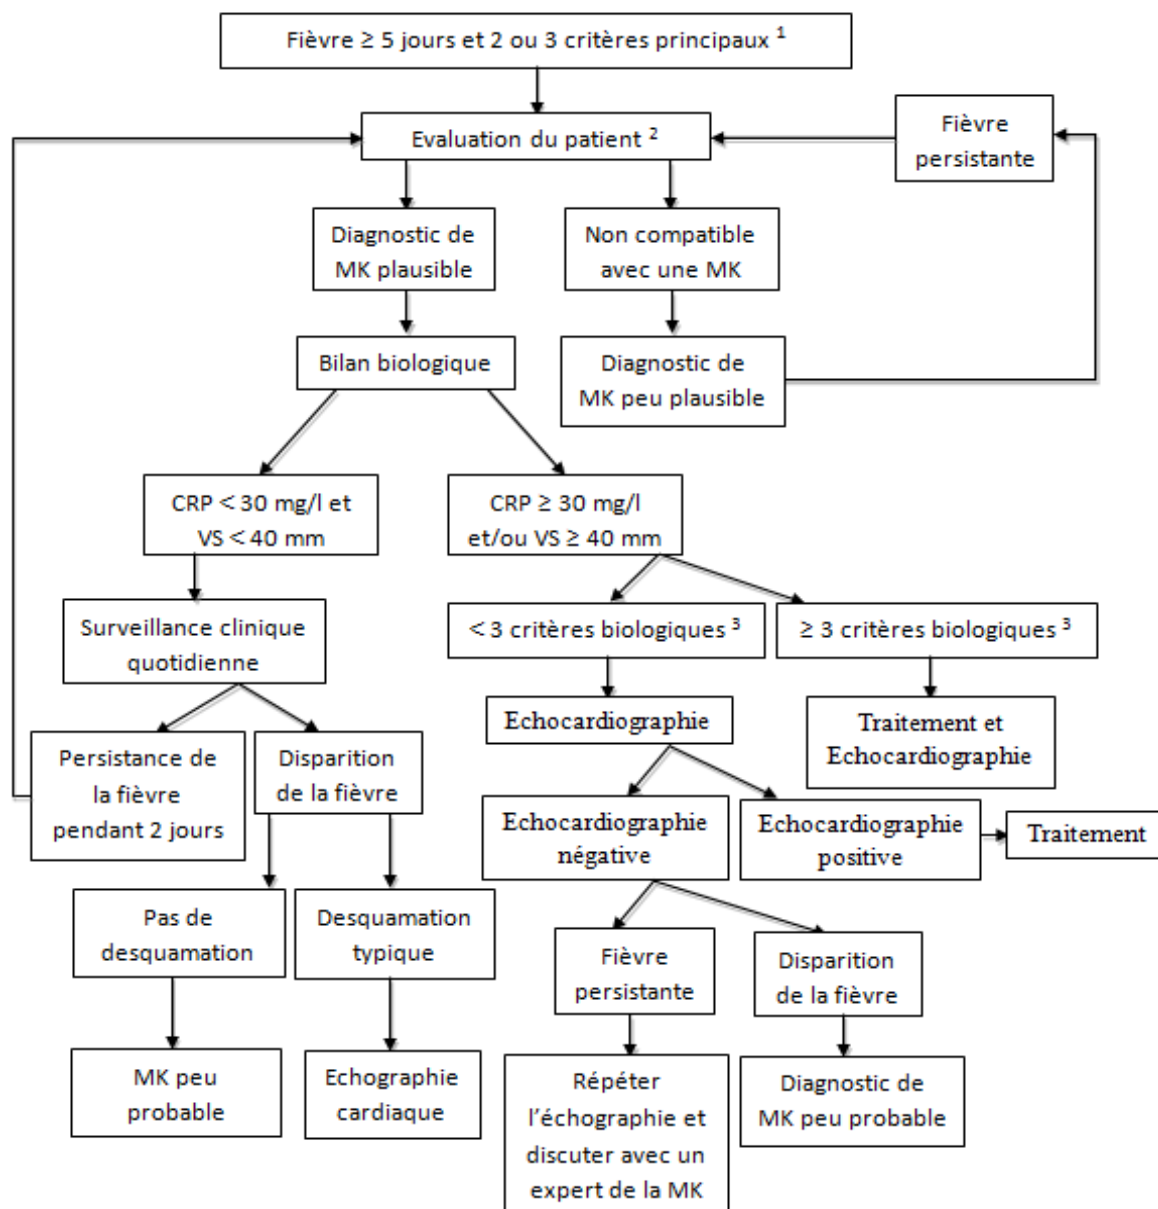 Fièvre ≥ 5 jours et 2 ou 3 critères principaux ¹
Evaluation du patient ²
Fièvre
persistante
Diagnostic de
MK plausible
Non compatible
avec une MK
Bilan biologique
Diagnostic de
MK peu plausible
CRP < 30 mg/l et
VS < 40 mm
CRP ≥ 30 mg/l
et/ou VS ≥ 40 mm
Surveillance clinique
quotidienne
< 3 critères biologiques ³
≥ 3 critères biologiques ³
Persistance de
la fièvre
pendant 2 jours
Disparition
de la fièvre
Echocardiographie
Traitement et
Echocardiographie
Echocardiographie
négative
Echocardiographie
positive
Traitement
Pas de
desquamation
Desquamation
typique
Fièvre
persistante
Disparition
de la fièvre
MK peu
probable
Echographie
cardiaque
Répéter
l’échographie et
discuter avec un
expert de la MK
Diagnostic de
MK peu probable